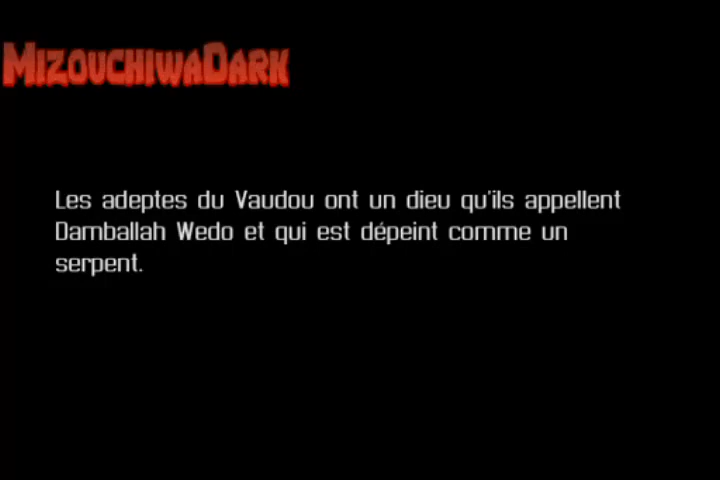 MizouchiwaDark
Les adeptes du Vaudou ont un dieu qu'ils appellent
Damballah Wedo et qui est dépeint comme un
serpent.